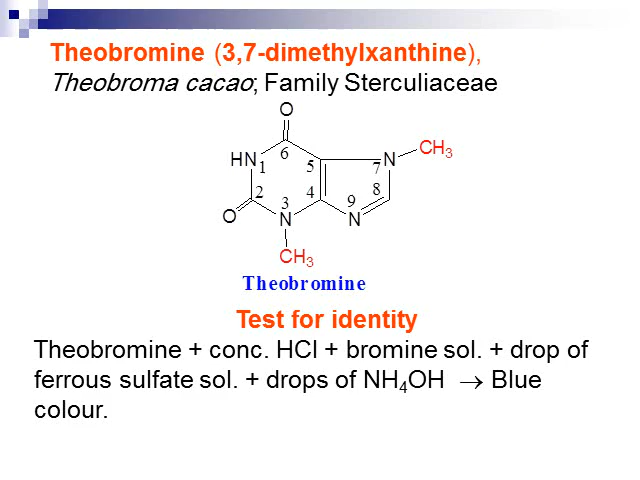 Theobromine (3,7-dimethylxanthine),
Theobroma cacao; Family Sterculiaceae
O
HN 1 6 5 7 N CH₃
O 2 3 4 9 8
N N
CH₃
Theobromine
Test for identity
Theobromine + conc. HCl + bromine sol. + drop of
ferrous sulfate sol. + drops of NH₄OH → Blue
colour.